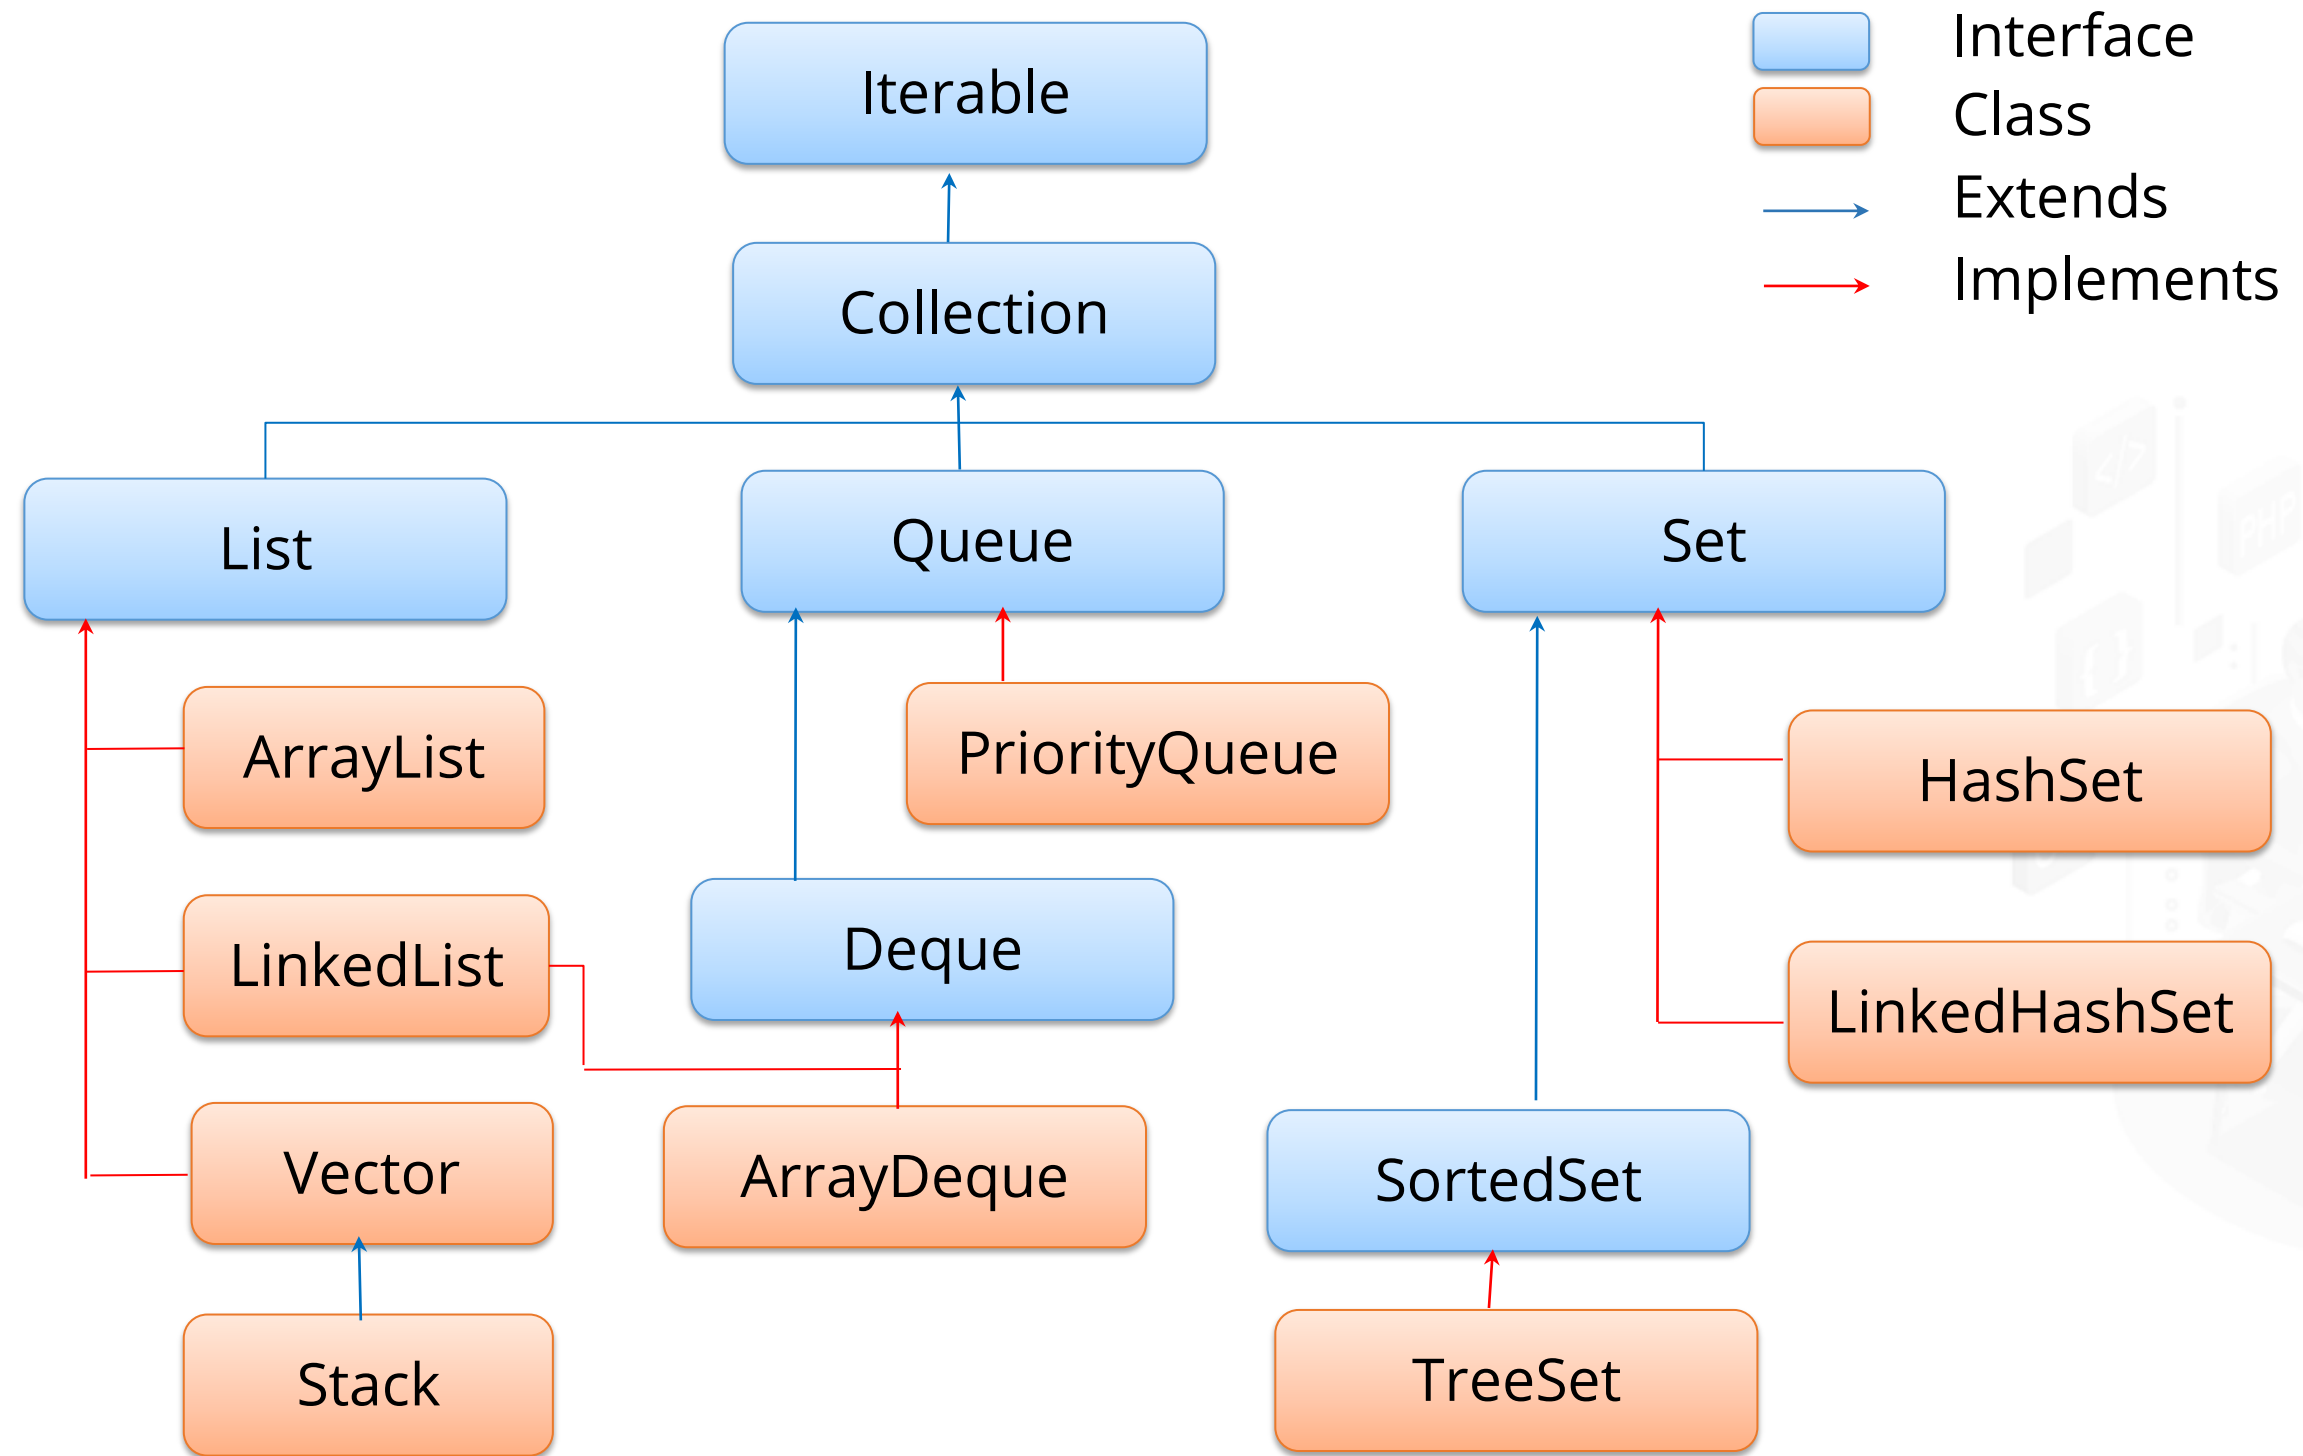 Interface
Class
Extends
Implements
Iterable
Collection
List
Queue
Set
ArrayList
PriorityQueue
HashSet
LinkedList
Deque
LinkedHashSet
Vector
ArrayDeque
SortedSet
Stack
TreeSet